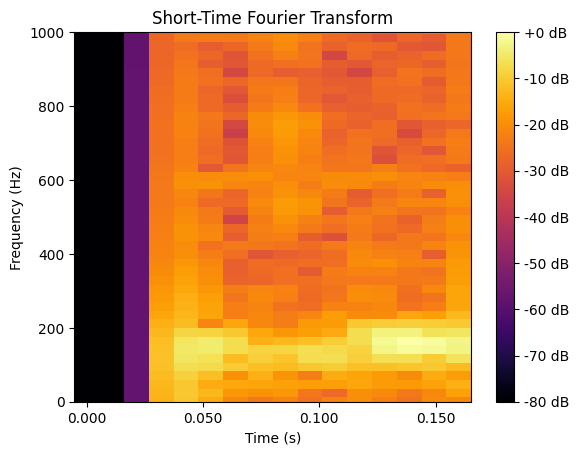 Short-Time Fourier Transform
1000
800
600
400
200
0
Frequency (Hz)
0.000
0.050
0.100
0.150
Time (s)
+0 dB
-10 dB
-20 dB
-30 dB
-40 dB
-50 dB
-60 dB
-70 dB
-80 dB